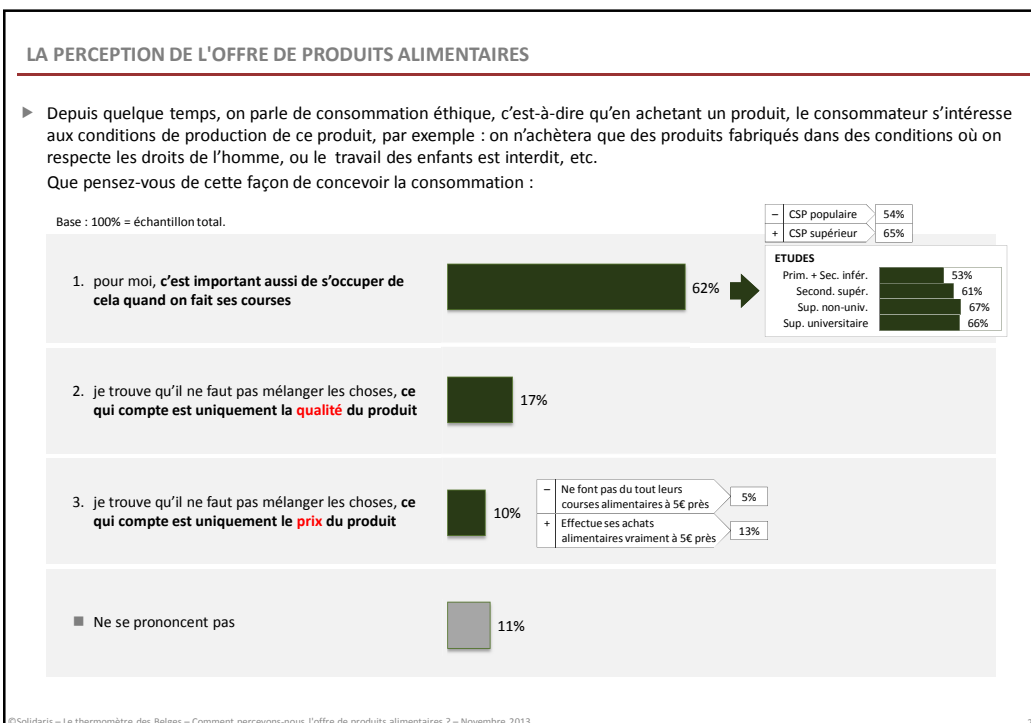 LA PERCEPTION DE L'OFFRE DE PRODUITS ALIMENTAIRES
Depuis quelque temps, on parle de consommation éthique, c'est-à-dire qu'en achetant un produit, le consommateur s'intéresse
aux conditions de production de ce produit, par exemple : on n'achètera que des produits fabriqués dans des conditions où on
respecte les droits de l'homme, ou le travail des enfants est interdit, etc.
Que pensez-vous de cette façon de concevoir la consommation :
Base : 100% = échantillon total.
– CSP populaire 54%
+ CSP supérieur 65%
1. pour moi, c'est important aussi de s'occuper de
cela quand on fait ses courses
62%
ETUDES
Prim. + Sec. infér. 53%
Second. supér. 61%
Sup. non-univ. 67%
Sup. universitaire 66%
2. je trouve qu'il ne faut pas mélanger les choses, ce
qui compte est uniquement la qualité du produit
17%
3. je trouve qu'il ne faut pas mélanger les choses, ce
qui compte est uniquement le prix du produit
10%
– Ne font pas du tout leurs
courses alimentaires à 5€ près
5%
+ Effectue ses achats
alimentaires vraiment à 5€ près
13%
Ne se prononcent pas
11%
©Solidaris – Le thermomètre des Belges – Comment percevons-nous l'offre de produits alimentaires ? – Novembre 2013